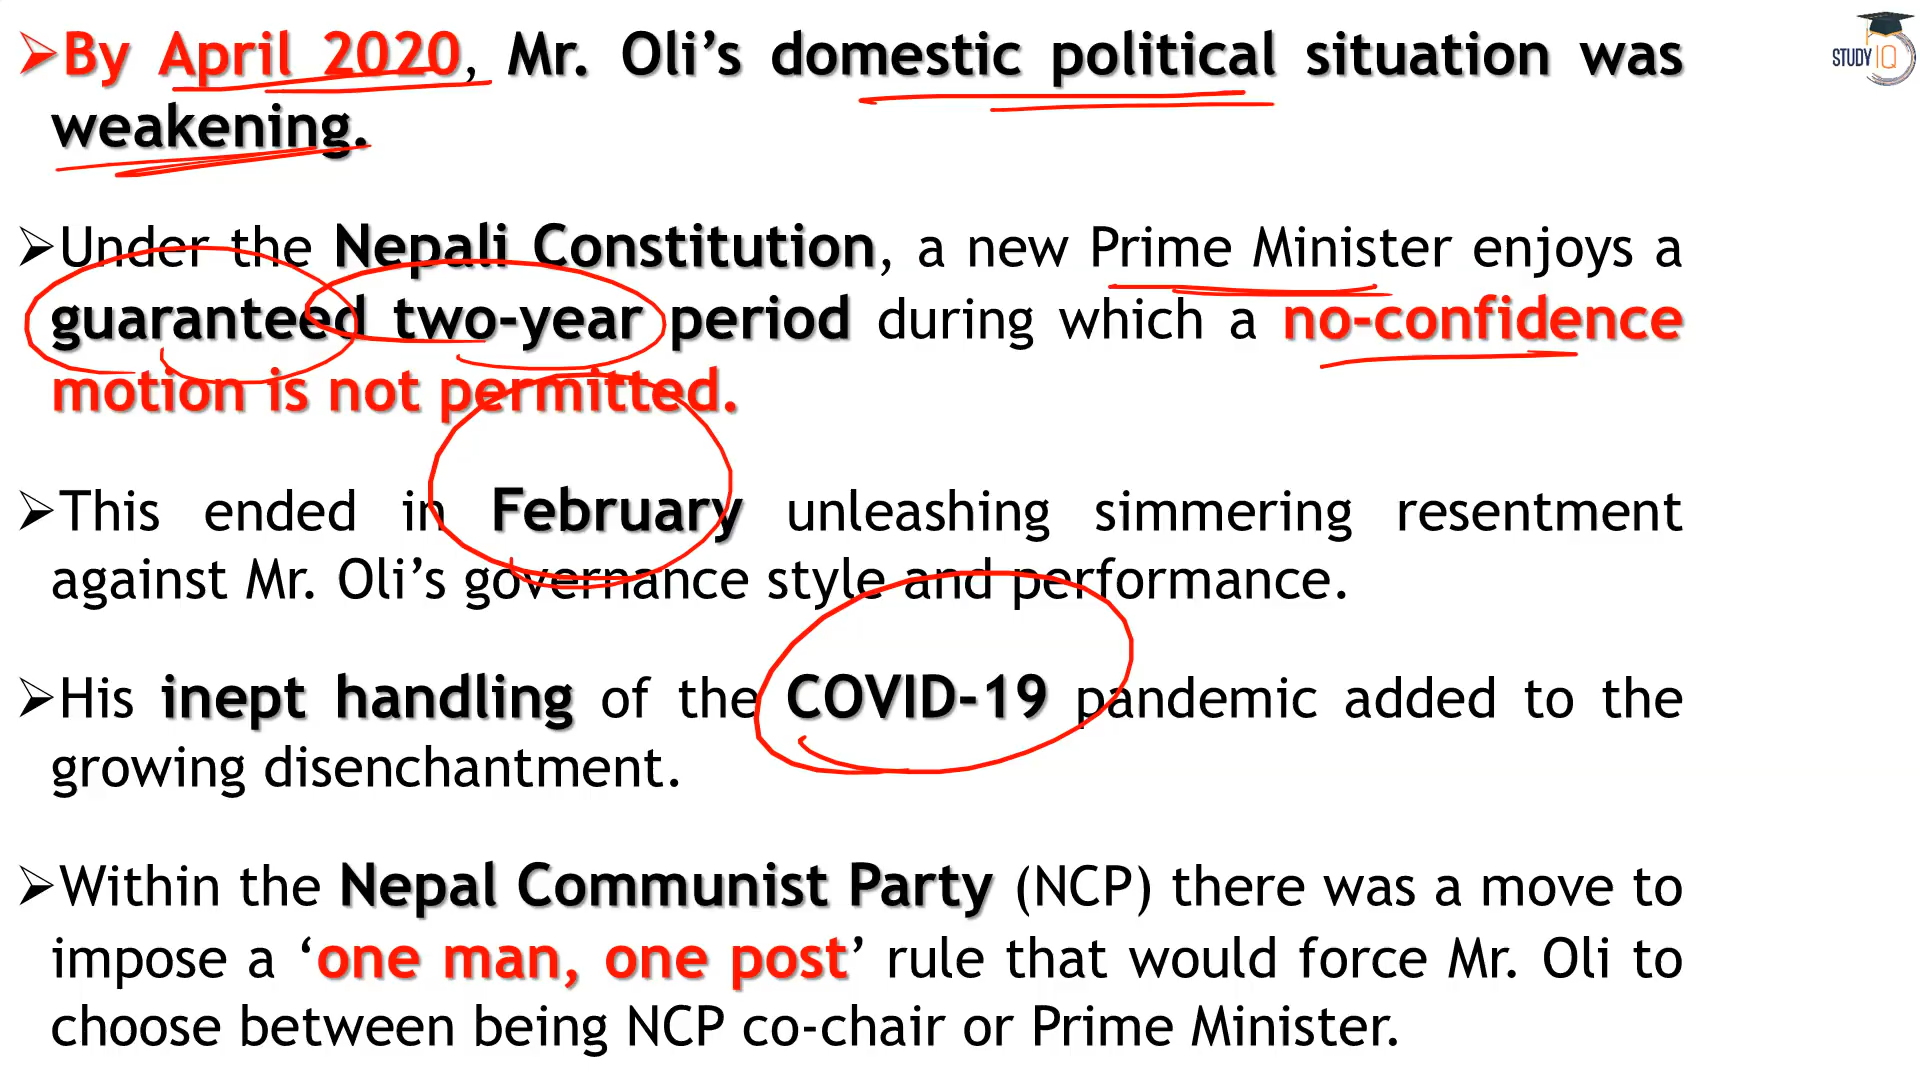 ➢By April 2020, Mr. Oli’s domestic political situation was
weakening.
➢Under the Nepali Constitution, a new Prime Minister enjoys a
guaranteed two-year period during which a no-confidence
motion is not permitted.
➢This ended in February unleashing simmering resentment
against Mr. Oli’s governance style and performance.
➢His inept handling of the COVID-19 pandemic added to the
growing disenchantment.
➢Within the Nepal Communist Party (NCP) there was a move to
impose a ‘one man, one post’ rule that would force Mr. Oli to
choose between being NCP co-chair or Prime Minister.
STUDY IQ